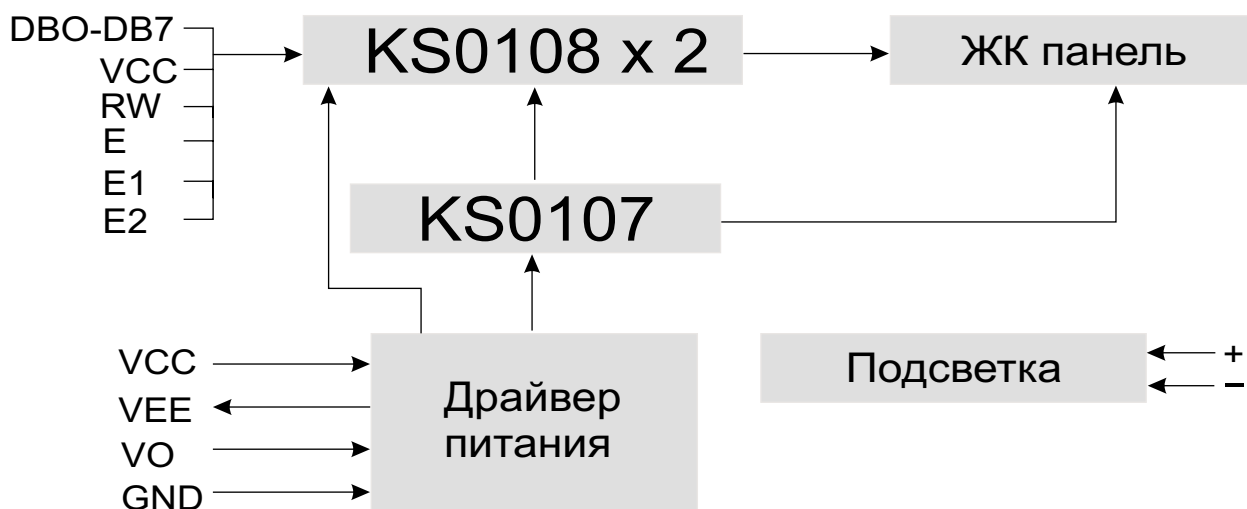 DBO-DB7
VCC
RW
E
E1
E2
KS0108 x 2
ЖК панель
KS0107
VCC
VEE
VO
GND
Драйвер
питания
Подсветка
+
−